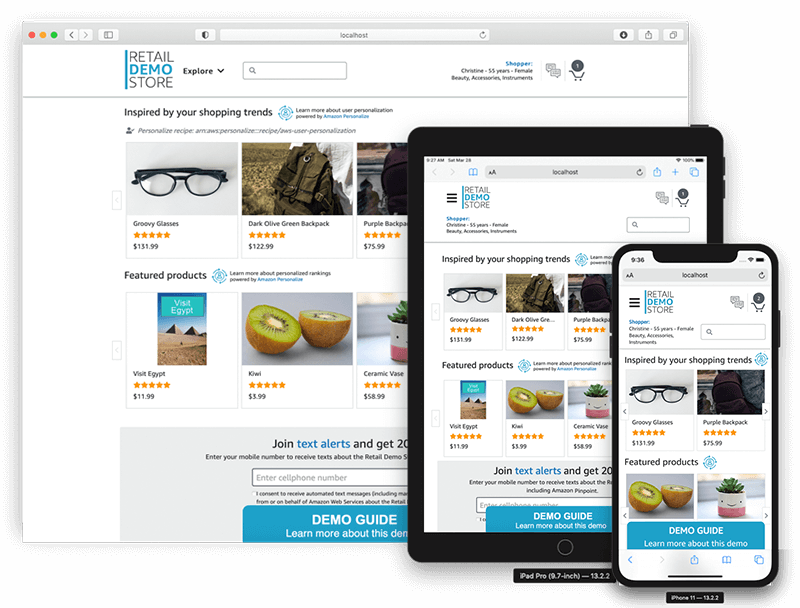 localhost
RETAIL
DEMO
STORE
Explore
Shopper:
Christine - 55 years - Female
Beauty, Accessories, Instruments
1
Inspired by your shopping trends
Learn more about user personalization
powered by Amazon Personalize
Personalize recipe: arn:aws:personalize:::recipe/aws-user-personalization
Groovy Glasses
$131.99
Dark Olive Green Backpack
$122.99
Purple Back
$75.99
Featured products
Learn more about personalized rankings
powered by Amazon Personalize
Visit
Egypt
Visit Egypt
$11.99
Kiwi
$3.99
Ceramic Vase
$58.99
Join text alerts and get 20
Enter your mobile number to receive texts about the Retail Demo S
Enter cellphone number
I consent to receive automated text messages (including mar
from or on behalf of Amazon Web Services about the Retail
DEMO GUIDE
Learn more about this demo
9:27 AM Sat Mar 28
100%
AA
localhost
RETAIL
DEMO
STORE
1
Shopper:
Christine - 55 years - Female
Beauty, Accessories, Instruments
Inspired by your shopping trends
Learn
powered
Groovy Glasses
$131.99
Dark Olive Gre...
$122.99
Purple Ba
$75.99
Featured products
Learn more about personalized rank
powered by Amazon Personalize
Visit Egypt
$11.99
Kiwi
$3.99
Ceramic Vase
$58.99
Join text alerts and get 20
Enter your mobile number to receive texts about the
including Amazon Pinpoint.
Enter cellphone number
DEMO GUIDE
Learn more about this demo
iPad Pro (9.7-inch) — 13.2.2
9:36
AA
localhost
RETAIL
DEMO
STORE
2
Shopper:
Christine - 55 years - Female
Beauty, Accessories,
Instruments
Inspired by your shopping trends
Groovy Glasses
$131.99
Purple Backpack
$75.99
Featured products
DEMO GUIDE
Learn more about this demo
iPhone 11 — 13.2.2